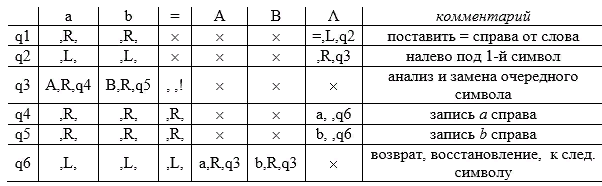 a b = A B Λ комментарий
q1 ,R, ,R, × × × =,L,q2 поставить = справа от слова
q2 ,L, ,L, × × × ,R,q3 налево под 1-й символ
q3 A,R,q4 B,R,q5 , ,! × × × анализ и замена очередного
символа
q4 ,R, ,R, ,R, × × a, ,q6 запись a справа
q5 ,R, ,R, ,R, × × b, ,q6 запись b справа
q6 ,L, ,L, ,L, a,R,q3 b,R,q3 × возврат, восстановление, к след.
символу